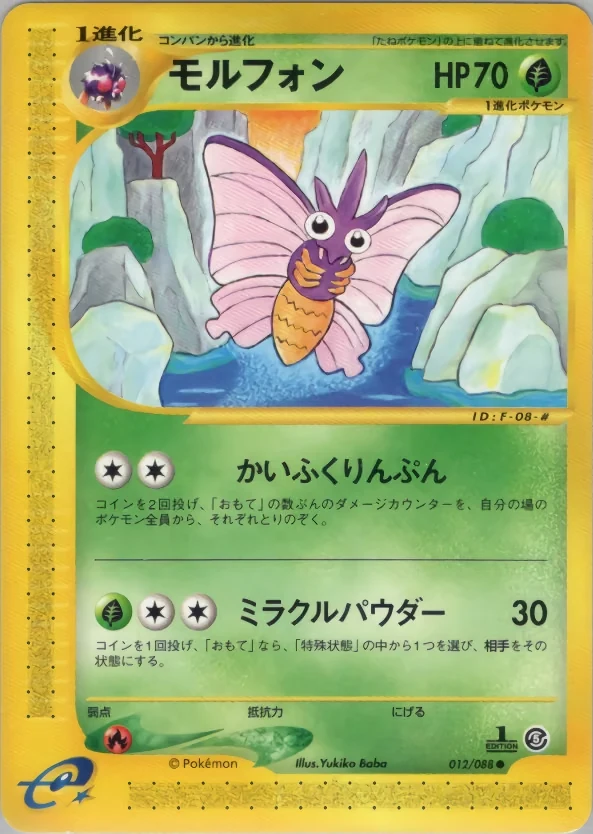 1進化
コンパンから進化
「たねポケモン」の上に重ねて進化させます
モルフォン
HP70
1進化ポケモン
ID:F-08-#
かいふくりんぷん
コインを2回投げ、「おもて」の数ぶんのダメージカウンターを、自分の場の
ポケモン全員から、それぞれとりのぞく。
ミラクルパウダー 30
コインを1回投げ、「おもて」なら、「特殊状態」の中から1つを選び、相手をその
状態にする。
弱点 抵抗力 にげる
1
EDITION
5
© Pokémon Illus.Yukiko Baba 012/088
e